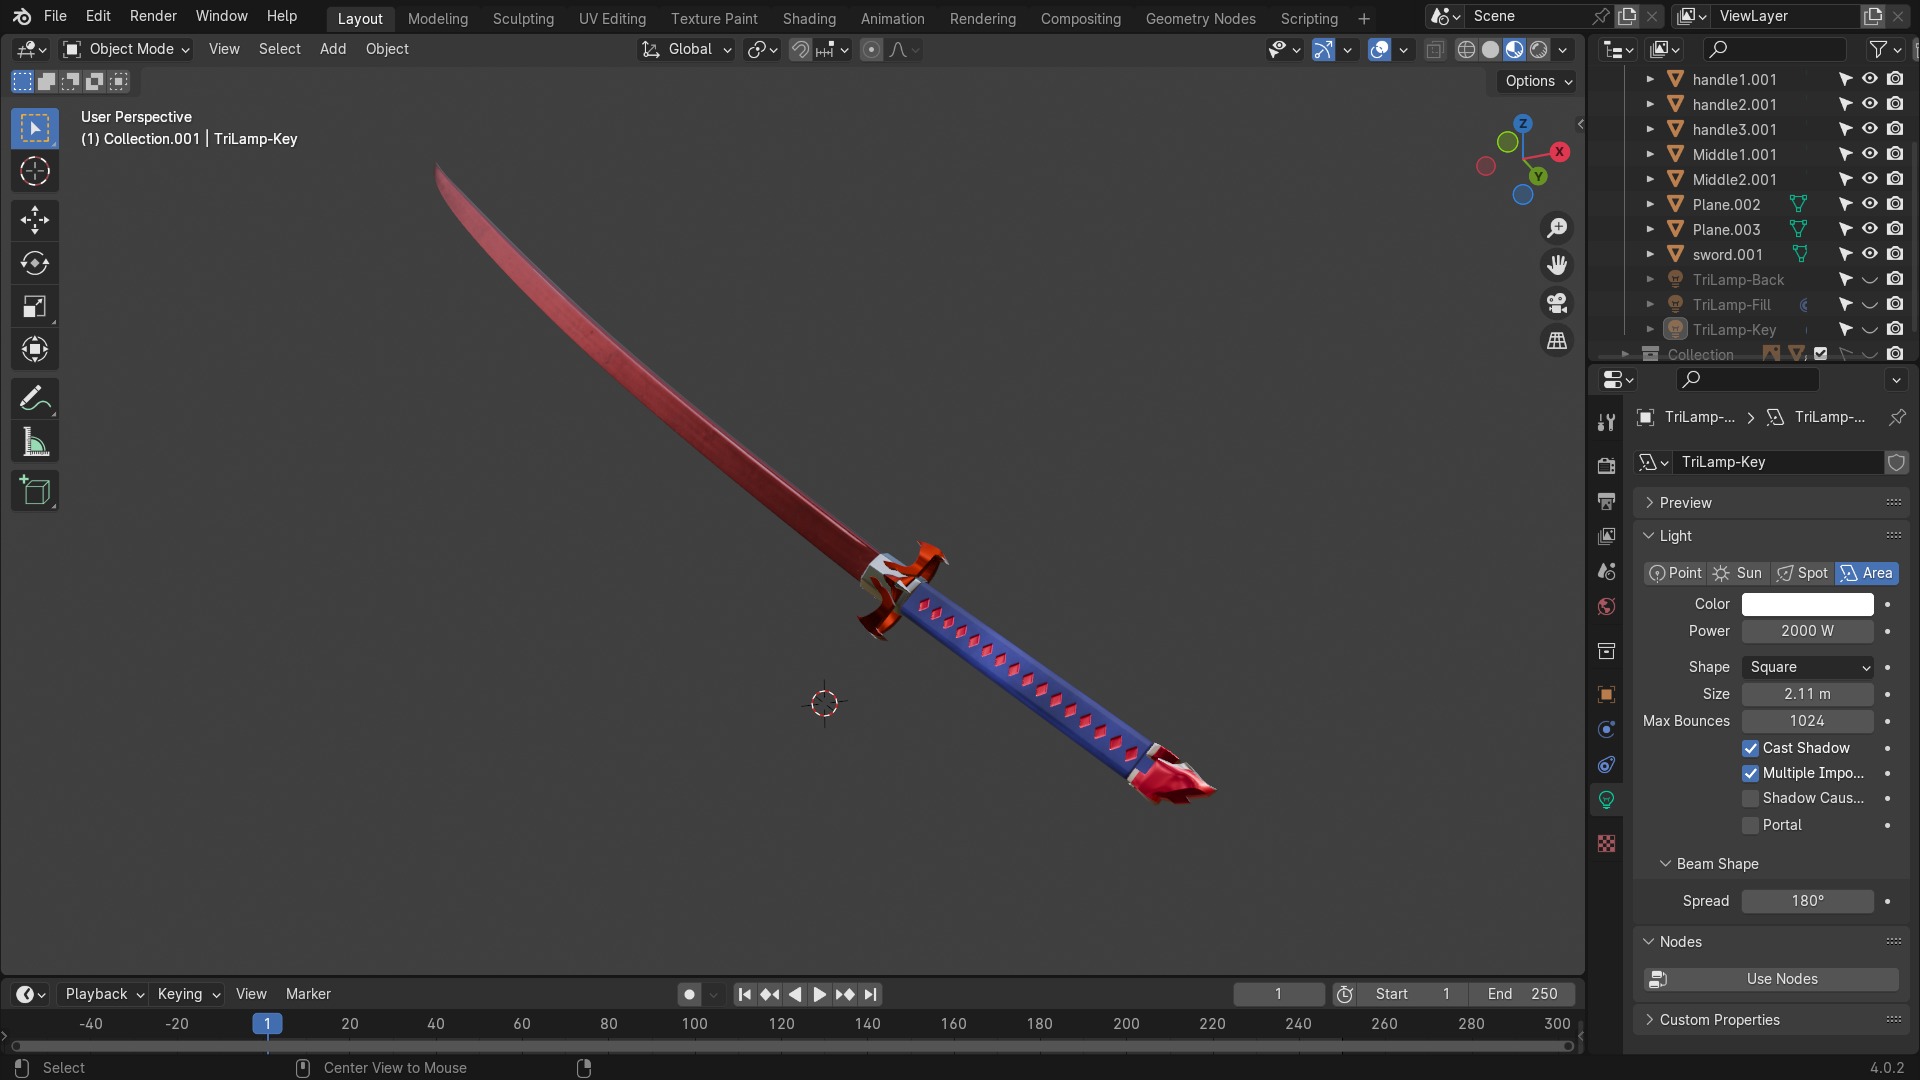 File Edit Render Window Help Layout Modeling Sculpting UV Editing Texture Paint Shading Animation Rendering Compositing Geometry Nodes Scripting + Scene ViewLayer
Object Mode View Select Add Object Global
Options
User Perspective
(1) Collection.001 | TriLamp-Key
Z
X
Y
handle1.001
handle2.001
handle3.001
Middle1.001
Middle2.001
Plane.002
Plane.003
sword.001
TriLamp-Back
TriLamp-Fill
TriLamp-Key
Collection
TriLamp-... > TriLamp-...
TriLamp-Key
Preview
Light
Point Sun Spot Area
Color
Power 2000 W
Shape Square
Size 2.11 m
Max Bounces 1024
Cast Shadow
Multiple Impo...
Shadow Caus...
Portal
Beam Shape
Spread 180°
Nodes
Use Nodes
Custom Properties
Playback Keying View Marker 1 Start 1 End 250
-40 -20 1 20 40 60 80 100 120 140 160 180 200 220 240 260 280 300
Select Center View to Mouse 4.0.2